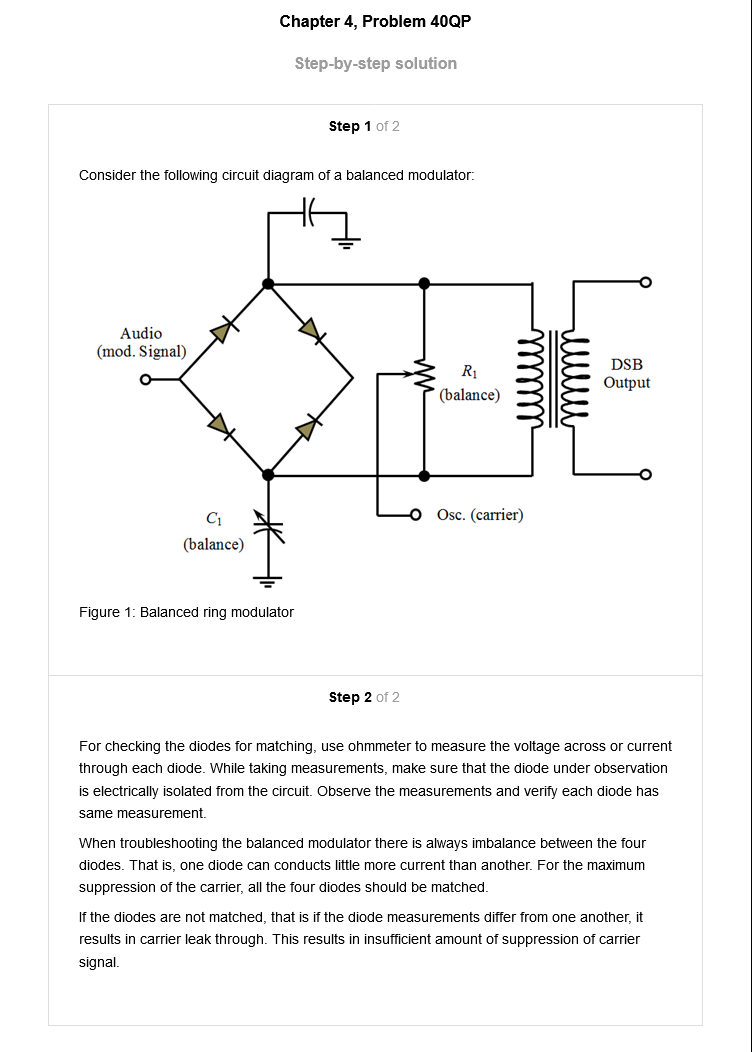 Chapter 4, Problem 40QP
Step-by-step solution
Step 1 of 2
Consider the following circuit diagram of a balanced modulator:
Audio
(mod. Signal)
R₁
(balance)
DSB
Output
C₁
(balance)
Osc. (carrier)
Figure 1: Balanced ring modulator
Step 2 of 2
For checking the diodes for matching, use ohmmeter to measure the voltage across or current
through each diode. While taking measurements, make sure that the diode under observation
is electrically isolated from the circuit. Observe the measurements and verify each diode has
same measurement.
When troubleshooting the balanced modulator there is always imbalance between the four
diodes. That is, one diode can conducts little more current than another. For the maximum
suppression of the carrier, all the four diodes should be matched.
If the diodes are not matched, that is if the diode measurements differ from one another, it
results in carrier leak through. This results in insufficient amount of suppression of carrier
signal.